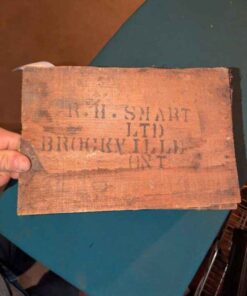 R.H. SMART
LTD
BROCKVILLE
ONT